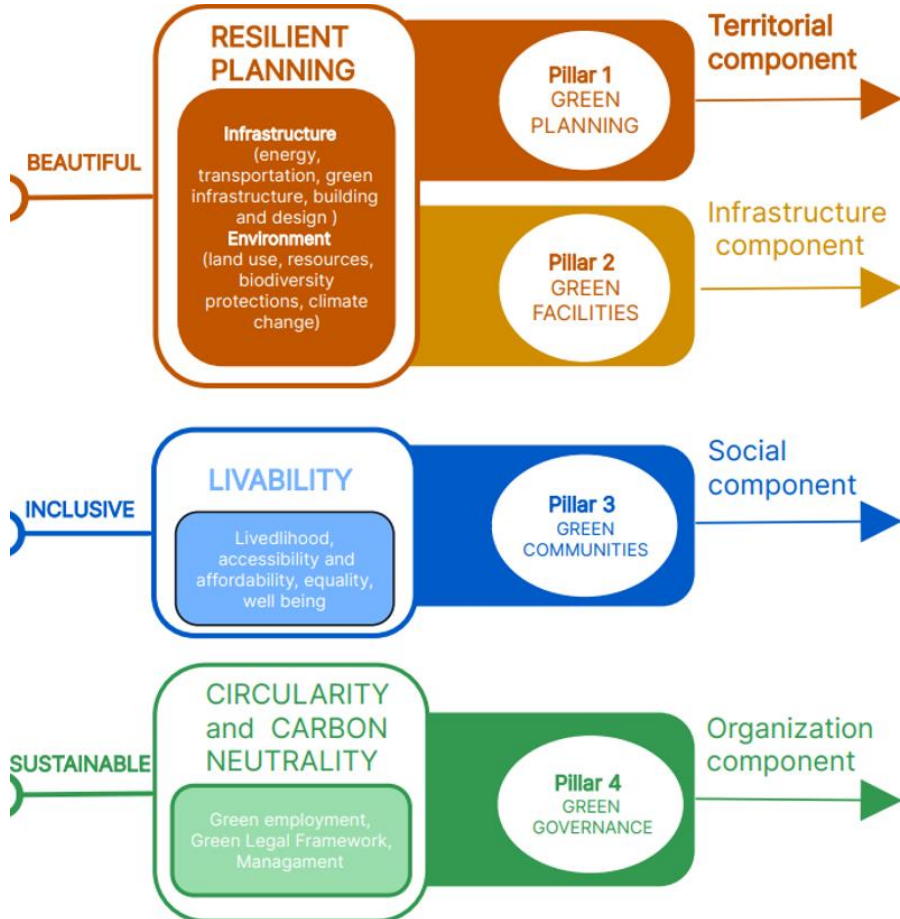 BEAUTIFUL
RESILIENT
PLANNING
Infrastructure
(energy,
transportation, green
infrastructure, building
and design )
Environment
(land use, resources,
biodiversity
protections, climate
change)
Pillar 1
GREEN
PLANNING
Territorial
component
Pillar 2
GREEN
FACILITIES
Infrastructure
component
INCLUSIVE
LIVABILITY
Livedlihood,
accessibility and
affordability, equality,
well being
Pillar 3
GREEN
COMMUNITIES
Social
component
SUSTAINABLE
CIRCULARITY
and CARBON
NEUTRALITY
Green employment,
Green Legal Framework,
Managament
Pillar 4
GREEN
GOVERNANCE
Organization
component